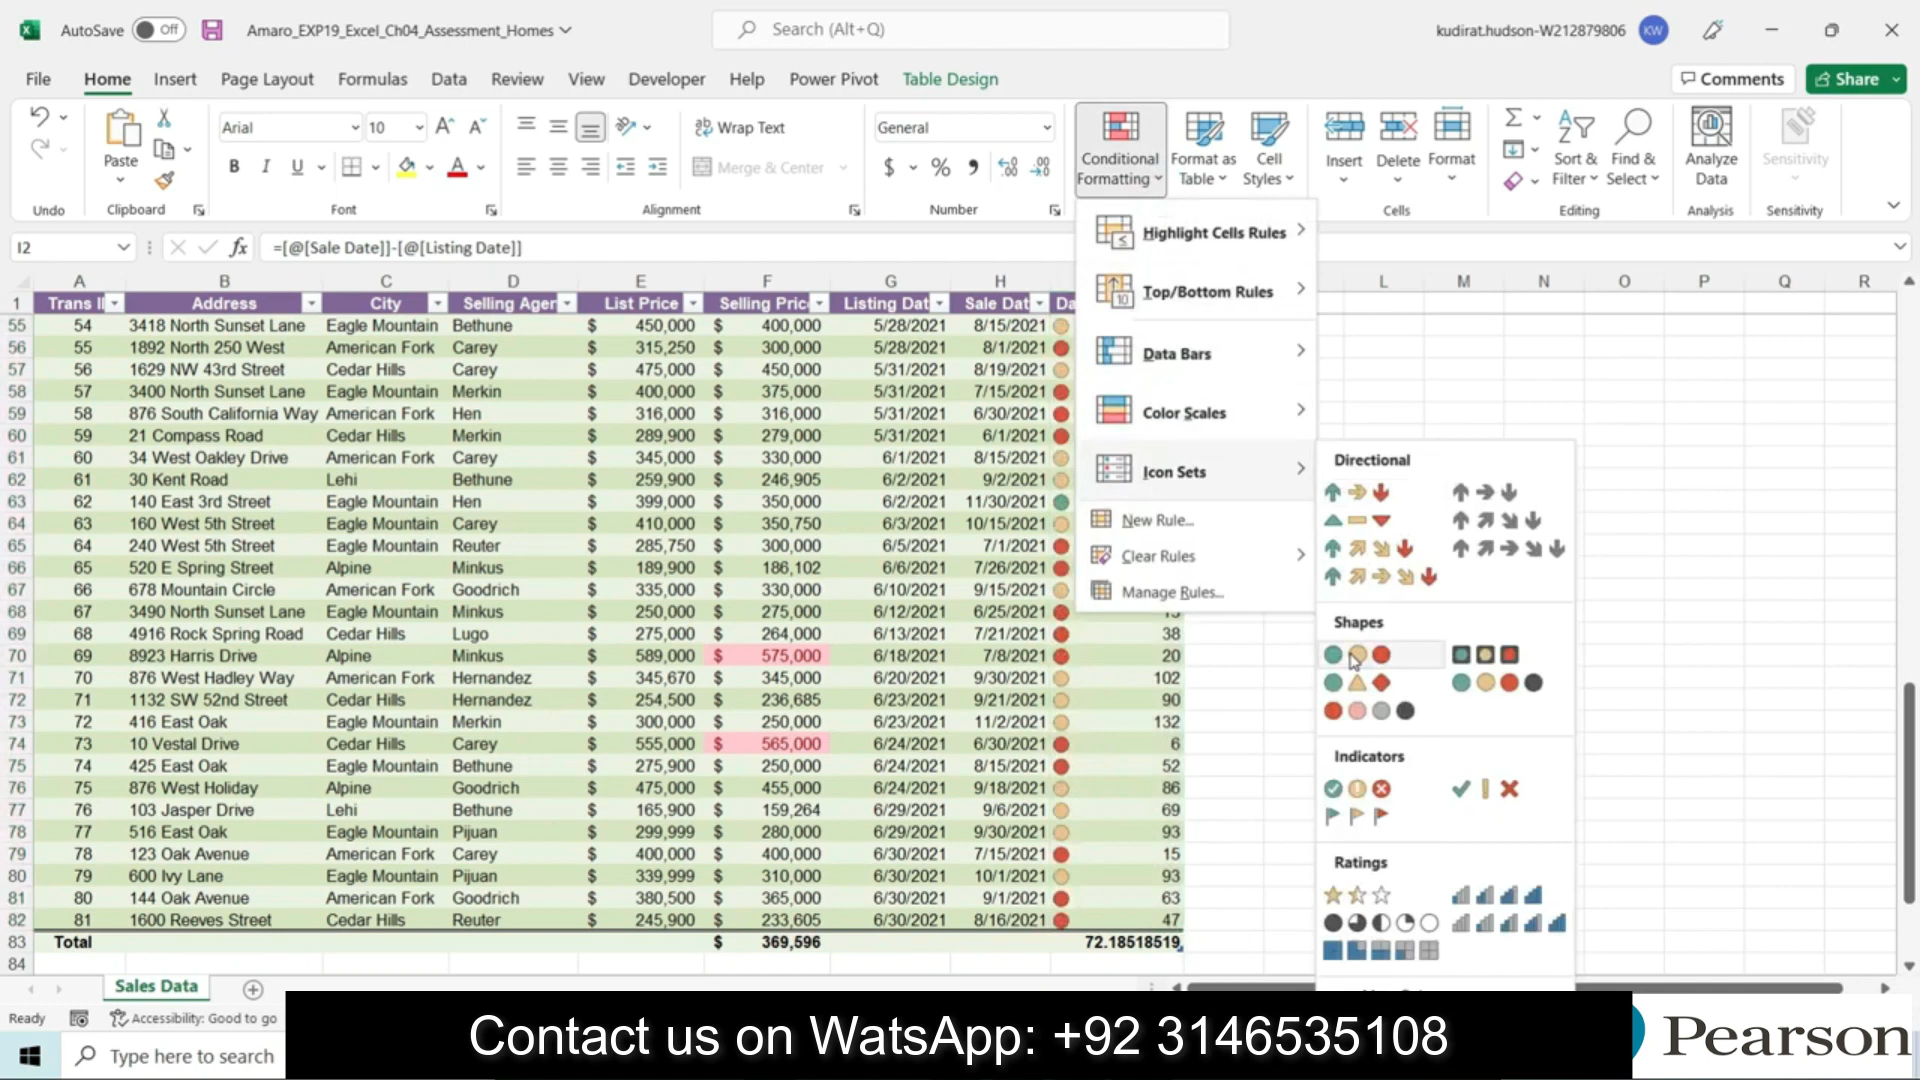 AutoSave Off Amaro_EXP19_Excel_Ch04_Assessment_Homes Search (Alt+Q) kudirat.hudson-W212879806 KW
File Home Insert Page Layout Formulas Data Review View Developer Help Power Pivot Table Design Comments Share
Paste Arial 10 Wrap Text General Conditional Formatting Format as Table Cell Styles Insert Delete Format Sort & Filter Find & Select Analyze Data Sensitivity
B I U Merge & Center $ %
Undo Clipboard Font Alignment Number Cells Editing Analysis Sensitivity
I2 fx =[@[Sale Date]]-[@[Listing Date]]
A B C D E F G H L M N O P Q R
1 Trans I Address City Selling Ager List Price Selling Pric Listing Dat Sale Dat Da
55 54 3418 North Sunset Lane Eagle Mountain Bethune $ 450,000 $ 400,000 5/28/2021 8/15/2021
56 55 1892 North 250 West American Fork Carey $ 315,250 $ 300,000 5/28/2021 8/1/2021
57 56 1629 NW 43rd Street Cedar Hills Carey $ 475,000 $ 450,000 5/31/2021 8/19/2021
58 57 3400 North Sunset Lane Eagle Mountain Merkin $ 400,000 $ 375,000 5/31/2021 7/15/2021
59 58 876 South California Way American Fork Hen $ 316,000 $ 316,000 5/31/2021 6/30/2021
60 59 21 Compass Road Cedar Hills Merkin $ 289,900 $ 279,000 5/31/2021 6/1/2021
61 60 34 West Oakley Drive American Fork Carey $ 345,000 $ 330,000 6/1/2021 8/15/2021
62 61 30 Kent Road Lehi Bethune $ 259,900 $ 246,905 6/2/2021 9/2/2021
63 62 140 East 3rd Street Eagle Mountain Hen $ 399,000 $ 350,000 6/2/2021 11/30/2021
64 63 160 West 5th Street Eagle Mountain Carey $ 410,000 $ 350,750 6/3/2021 10/15/2021
65 64 240 West 5th Street Eagle Mountain Reuter $ 285,750 $ 300,000 6/5/2021 7/1/2021
66 65 520 E Spring Street Alpine Minkus $ 189,900 $ 186,102 6/6/2021 7/26/2021
67 66 678 Mountain Circle American Fork Goodrich $ 335,000 $ 330,000 6/10/2021 9/15/2021
68 67 3490 North Sunset Lane Eagle Mountain Minkus $ 250,000 $ 275,000 6/12/2021 6/25/2021 13
69 68 4916 Rock Spring Road Cedar Hills Lugo $ 275,000 $ 264,000 6/13/2021 7/21/2021 38
70 69 8923 Harris Drive Alpine Minkus $ 589,000 $ 575,000 6/18/2021 7/8/2021 20
71 70 876 West Hadley Way American Fork Hernandez $ 345,670 $ 345,000 6/20/2021 9/30/2021 102
72 71 1132 SW 52nd Street Cedar Hills Hernandez $ 254,500 $ 236,685 6/23/2021 9/21/2021 90
73 72 416 East Oak Eagle Mountain Merkin $ 300,000 $ 250,000 6/23/2021 11/2/2021 132
74 73 10 Vestal Drive Cedar Hills Carey $ 555,000 $ 565,000 6/24/2021 6/30/2021 6
75 74 425 East Oak Eagle Mountain Bethune $ 275,900 $ 250,000 6/24/2021 8/15/2021 52
76 75 876 West Holiday Alpine Goodrich $ 475,000 $ 455,000 6/24/2021 9/18/2021 86
77 76 103 Jasper Drive Lehi Bethune $ 165,900 $ 159,264 6/29/2021 9/6/2021 69
78 77 516 East Oak Eagle Mountain Pijuan $ 299,999 $ 280,000 6/29/2021 9/30/2021 93
79 78 123 Oak Avenue American Fork Carey $ 400,000 $ 400,000 6/30/2021 7/15/2021 15
80 79 600 Ivy Lane Eagle Mountain Pijuan $ 339,999 $ 310,000 6/30/2021 10/1/2021 93
81 80 144 Oak Avenue American Fork Goodrich $ 380,500 $ 365,000 6/30/2021 9/1/2021 63
82 81 1600 Reeves Street Cedar Hills Reuter $ 245,900 $ 233,605 6/30/2021 8/16/2021 47
83 Total $ 369,596 72.18518519
84
Highlight Cells Rules
Top/Bottom Rules
Data Bars
Color Scales
Icon Sets
New Rule...
Clear Rules
Manage Rules...
Directional
Shapes
Indicators
Ratings
Sales Data
Ready Accessibility: Good to go
Type here to search
Contact us on WatsApp: +92 3146535108
Pearson